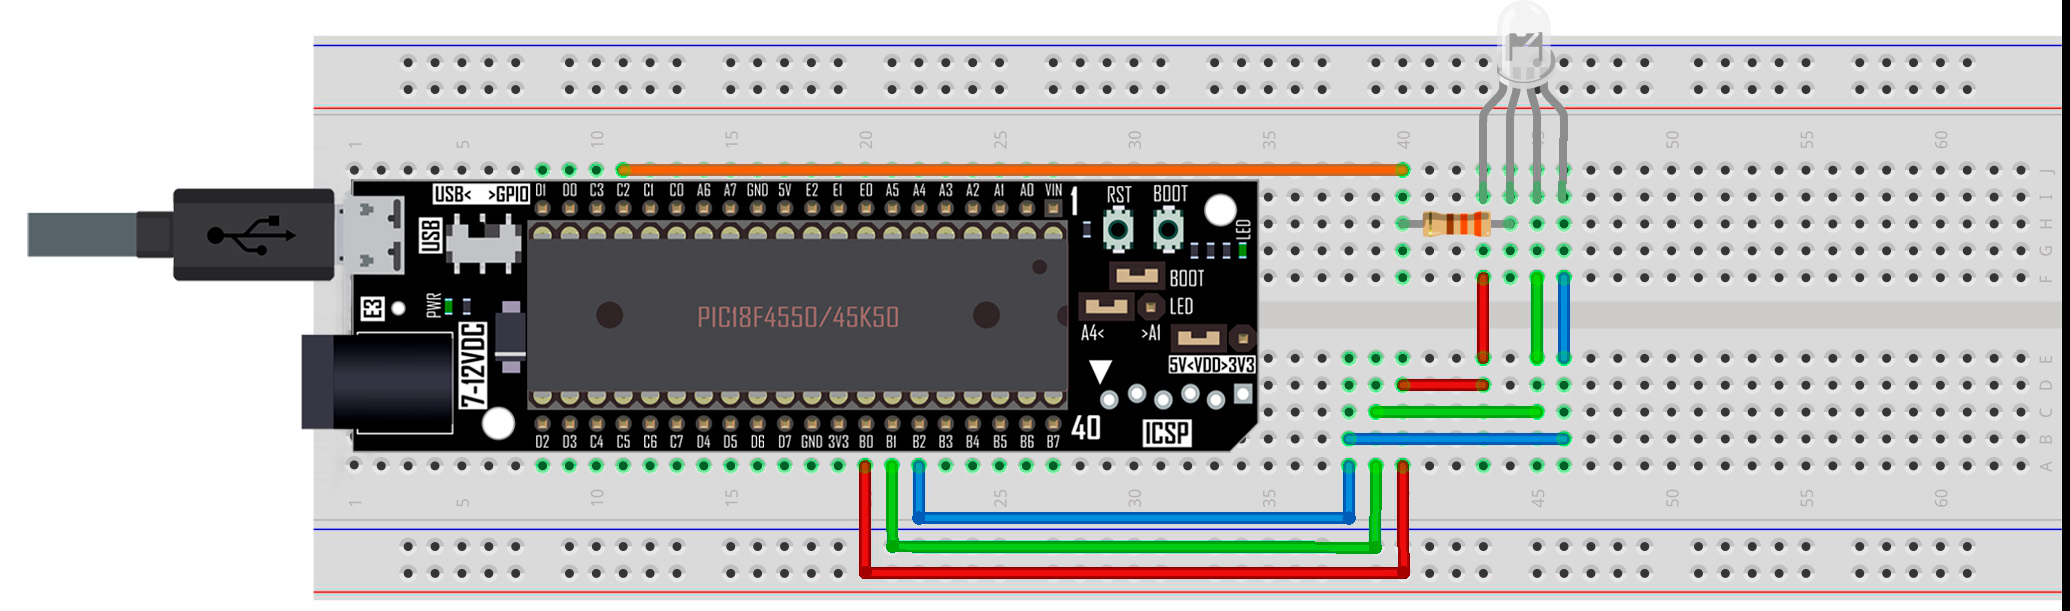 1 5 10 15 20 25 30 35 40 45 50 55 60
J
I
H
G
F
USB< >GPIO
D1 D0 C3 C2 C1 C0 A6 A7 GND 5V E2 E1 E0 A5 A4 A3 A2 A1 A0 VIN
1
RST BOOT
USB
LED
BOOT
E3
PWR
PIC18F4550/45K50
LED
A4< >A1
5V<VDD>3V3
7-12VDC
40
ICSP
D2 D3 C4 C5 C6 C7 D4 D5 D6 D7 GND 3V3 B0 B1 B2 B3 B4 B5 B6 B7
E
D
C
B
A
1 5 10 15 25 30 35 45 50 55 60